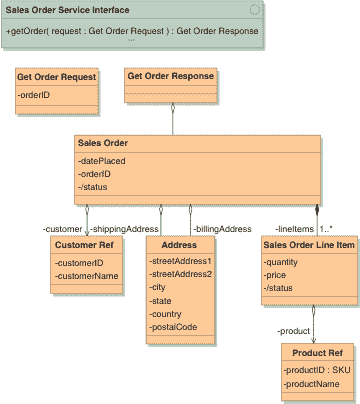 Sales Order Service Interface
+getOrder( request : Get Order Request ) : Get Order Response
...
Get Order Request
-orderID
Get Order Response
Sales Order
-datePlaced
-orderID
-/status
-customer
-shippingAddress
-billingAddress
-lineItems
1..*
Customer Ref
-customerID
-customerName
Address
-streetAddress1
-streetAddress2
-city
-state
-country
-postalCode
Sales Order Line Item
-quantity
-price
-/status
-product
Product Ref
-productID : SKU
-productName